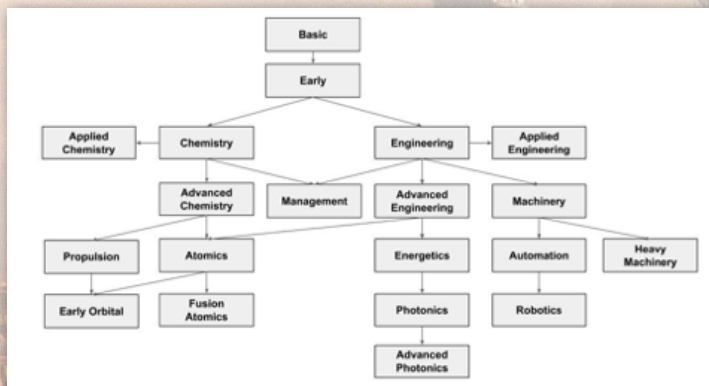 Basic
Early
Applied
Chemistry
Chemistry
Engineering
Applied
Engineering
Advanced
Chemistry
Management
Advanced
Engineering
Machinery
Propulsion
Atomics
Energetics
Automation
Heavy
Machinery
Early Orbital
Fusion
Atomics
Photonics
Robotics
Advanced
Photonics